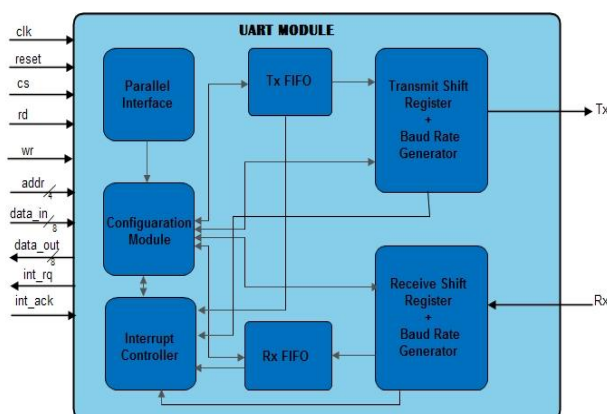 UART MODULE
clk
reset
cs
rd
wr
addr
4
data_in
8
data_out
8
int_rq
int_ack
Parallel
Interface
Configuaration
Module
Interrupt
Controller
Tx FIFO
Rx FIFO
Transmit Shift
Register
+
Baud Rate
Generator
Receive Shift
Register
+
Baud Rate
Generator
Tx
Rx